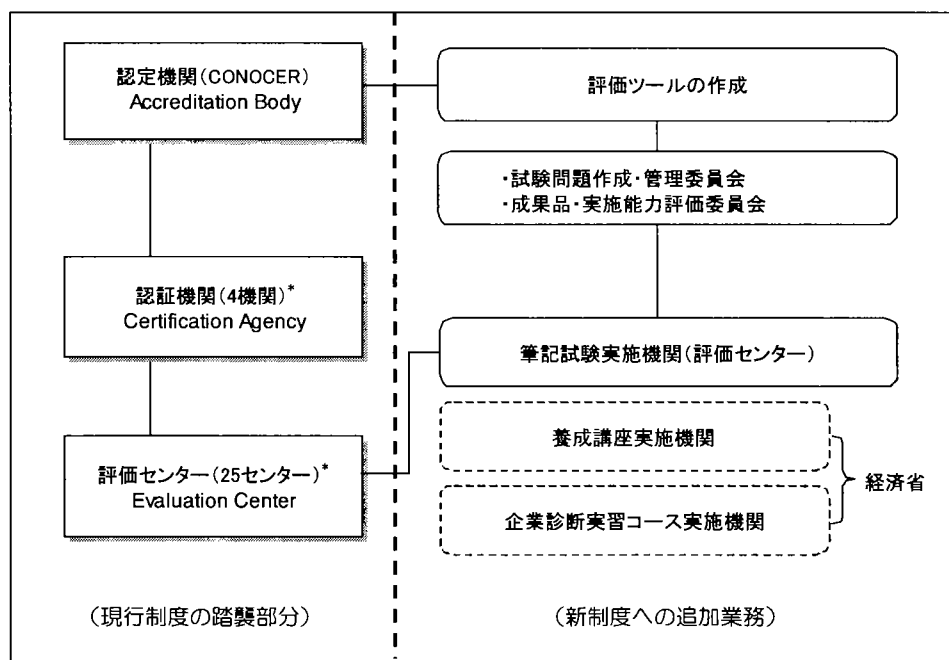 認定機関(CONOCER)
Accreditation Body
認証機関(4機関)*
Certification Agency
評価センター(25センター)*
Evaluation Center
(現行制度の踏襲部分)
評価ツールの作成
・試験問題作成・管理委員会
・成果品・実施能力評価委員会
筆記試験実施機関(評価センター)
養成講座実施機関
企業診断実習コース実施機関
経済省
(新制度への追加業務)